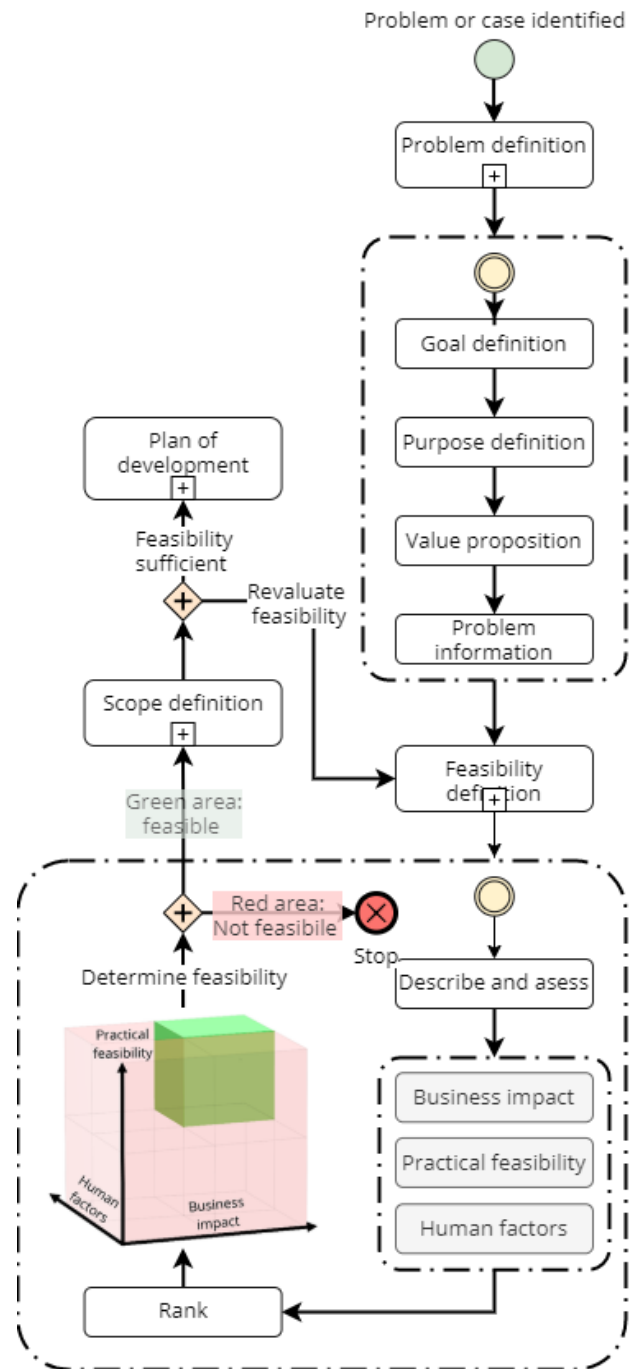 Problem or case identified
Problem definition
Goal definition
Purpose definition
Value proposition
Problem
information
Plan of
development
Feasibility
sufficient
Revaluate
feasibility
Scope definition
Feasibility
definition
Green area:
feasible
Red area:
Not feasibile
Stop
Describe and asess
Determine feasibility
Practical
feasibility
Human
factors
Business
impact
Business impact
Practical feasibility
Human factors
Rank